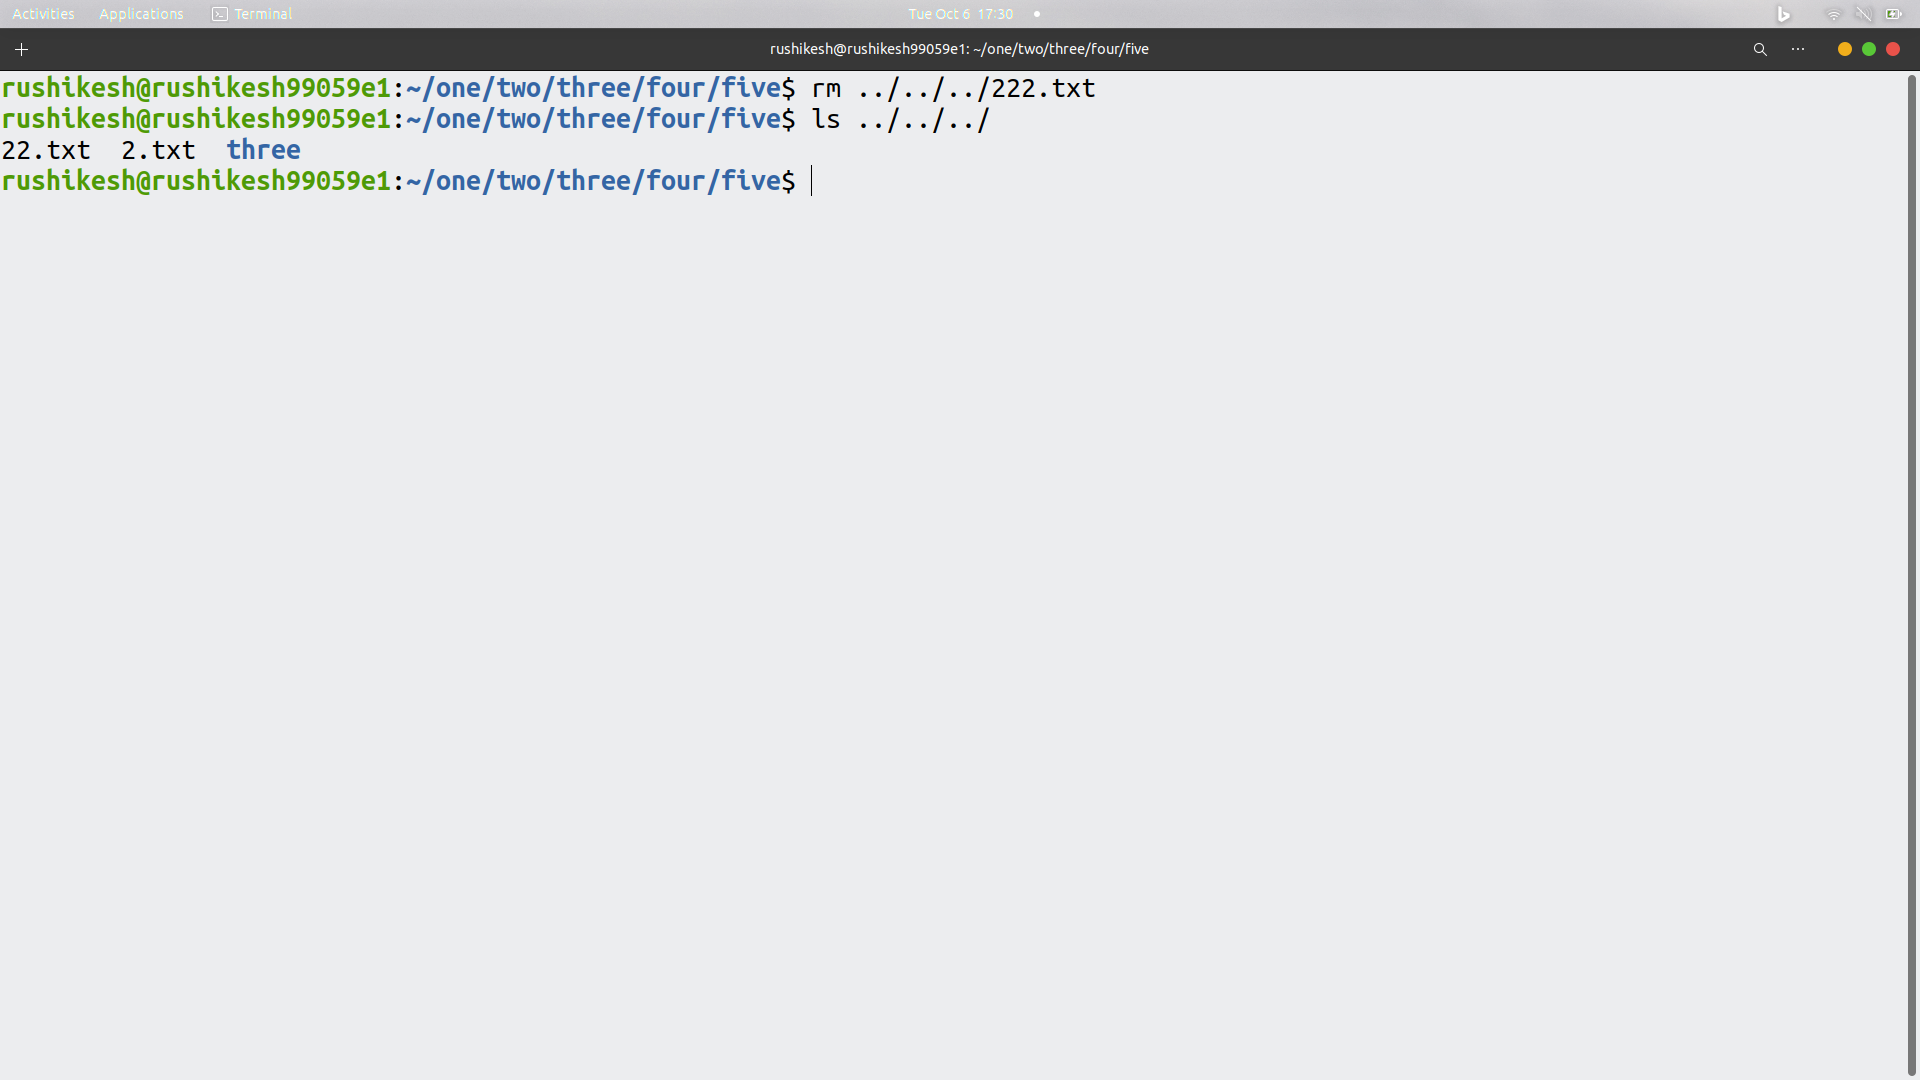 Activities Applications Terminal Tue Oct 6 17:30
rushikesh@rushikesh99059e1: ~/one/two/three/four/five
rushikesh@rushikesh99059e1:~/one/two/three/four/five$ rm ../../../222.txt
rushikesh@rushikesh99059e1:~/one/two/three/four/five$ ls ../../../
22.txt 2.txt three
rushikesh@rushikesh99059e1:~/one/two/three/four/five$